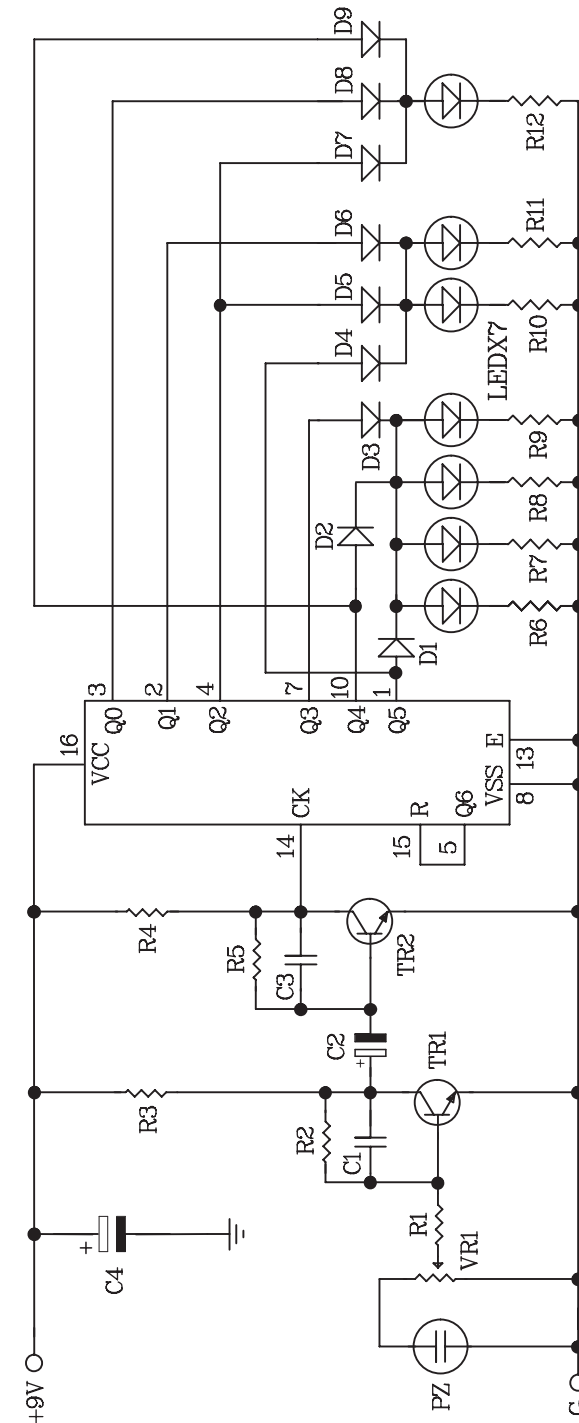 D9
D8
D7
D6
D5
D4
D3
D2
D1
R12
R11
R10
LEDX7
R9
R8
R7
R6
3
2
4
7
10
1
Q0
Q1
Q2
Q3
Q4
Q5
16
VCC
CK
14
R
15
Q6
5
VSS
8
E
13
R4
R5
C3
TR2
C2
+
R3
R2
C1
TR1
R1
VR1
+
C4
PZ
+9V
G